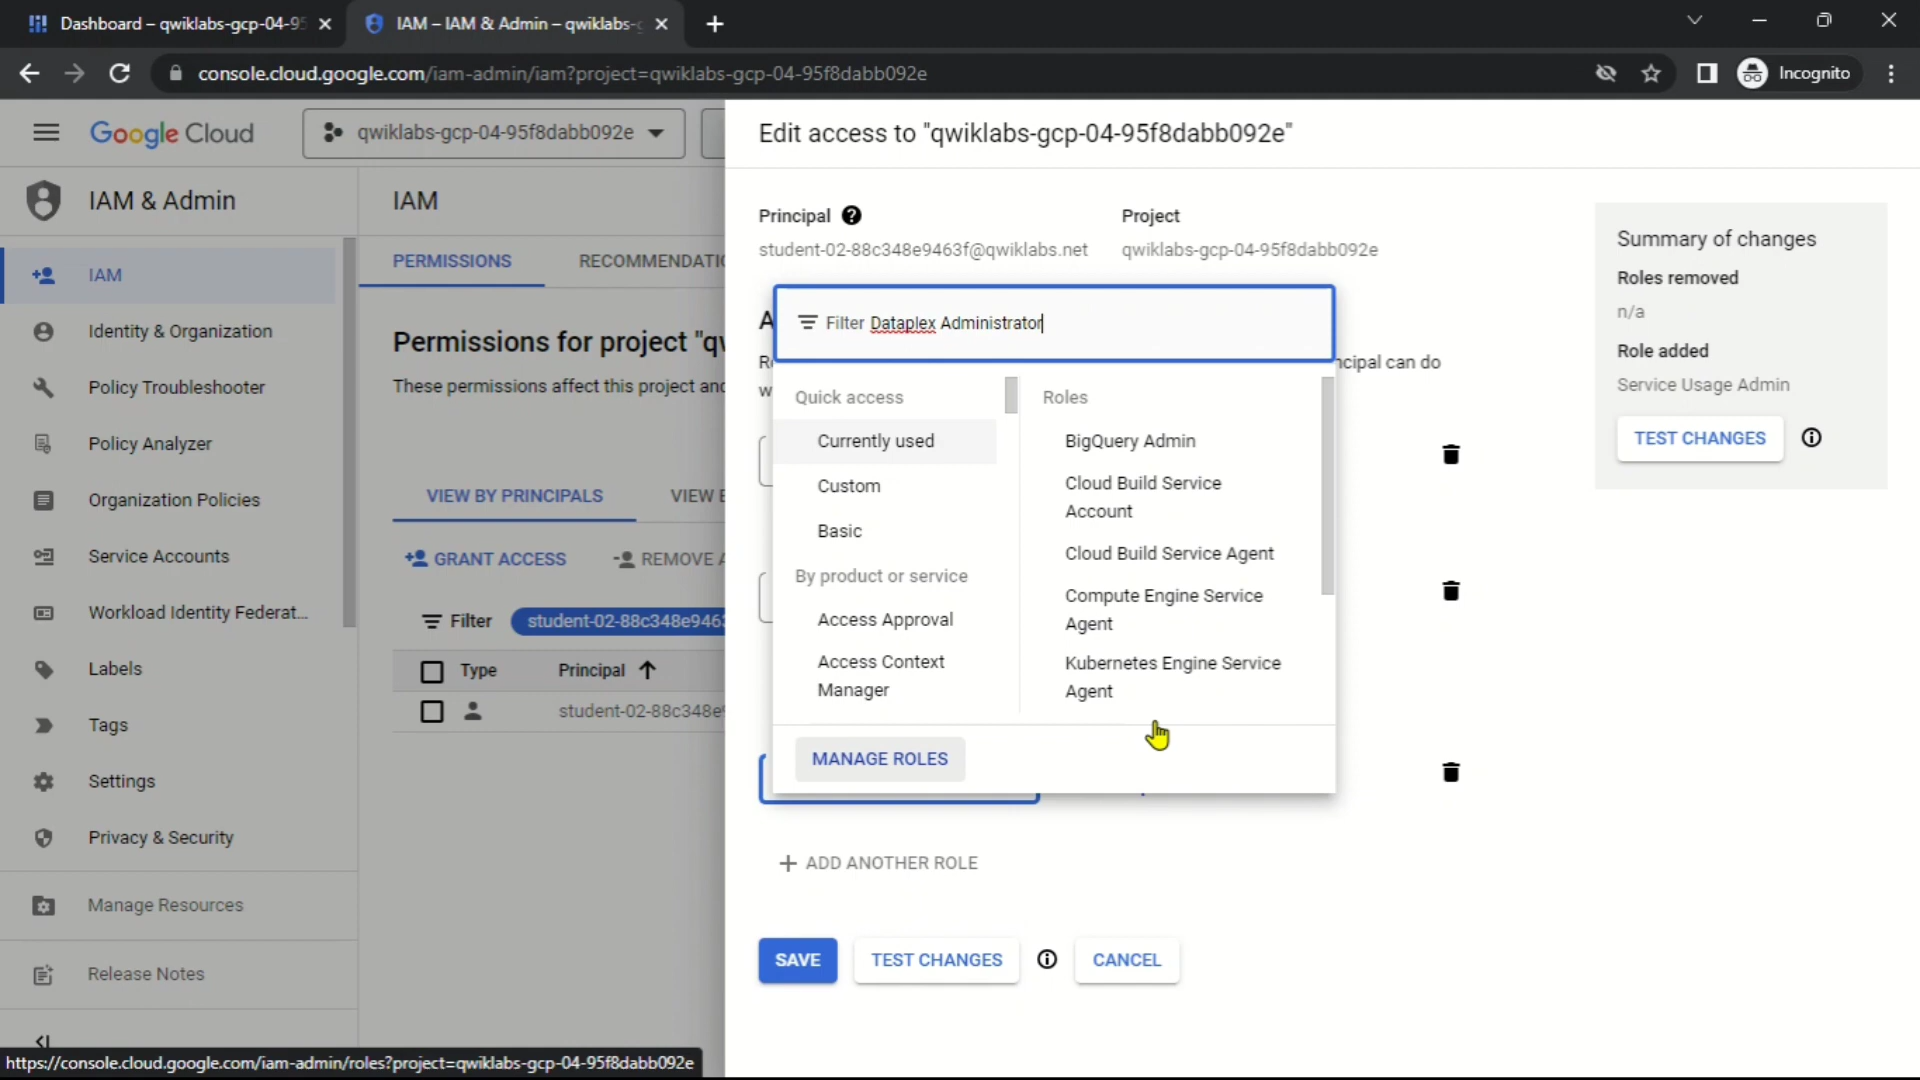 Dashboard – qwiklabs-gcp-04-95
IAM – IAM & Admin – qwiklabs-
console.cloud.google.com/iam-admin/iam?project=qwiklabs-gcp-04-95f8dabb092e
Incognito
Google Cloud
qwiklabs-gcp-04-95f8dabb092e
IAM & Admin
IAM
Identity & Organization
Policy Troubleshooter
Policy Analyzer
Organization Policies
Service Accounts
Workload Identity Federat...
Labels
Tags
Settings
Privacy & Security
Manage Resources
Release Notes
https://console.cloud.google.com/iam-admin/roles?project=qwiklabs-gcp-04-95f8dabb092e
IAM
PERMISSIONS
RECOMMENDATIO
Permissions for project "qw
These permissions affect this project and
VIEW BY PRINCIPALS
VIEW B
GRANT ACCESS
REMOVE A
Filter
student-02-88c348e9463
Type
Principal
student-02-88c348e9
Edit access to "qwiklabs-gcp-04-95f8dabb092e"
Principal
student-02-88c348e9463f@qwiklabs.net
Project
qwiklabs-gcp-04-95f8dabb092e
A
Filter Dataplex Administrator
R
ncipal can do
w
Quick access
Currently used
Custom
Basic
By product or service
Access Approval
Access Context
Manager
Roles
BigQuery Admin
Cloud Build Service
Account
Cloud Build Service Agent
Compute Engine Service
Agent
Kubernetes Engine Service
Agent
MANAGE ROLES
ADD ANOTHER ROLE
SAVE
TEST CHANGES
CANCEL
Summary of changes
Roles removed
n/a
Role added
Service Usage Admin
TEST CHANGES